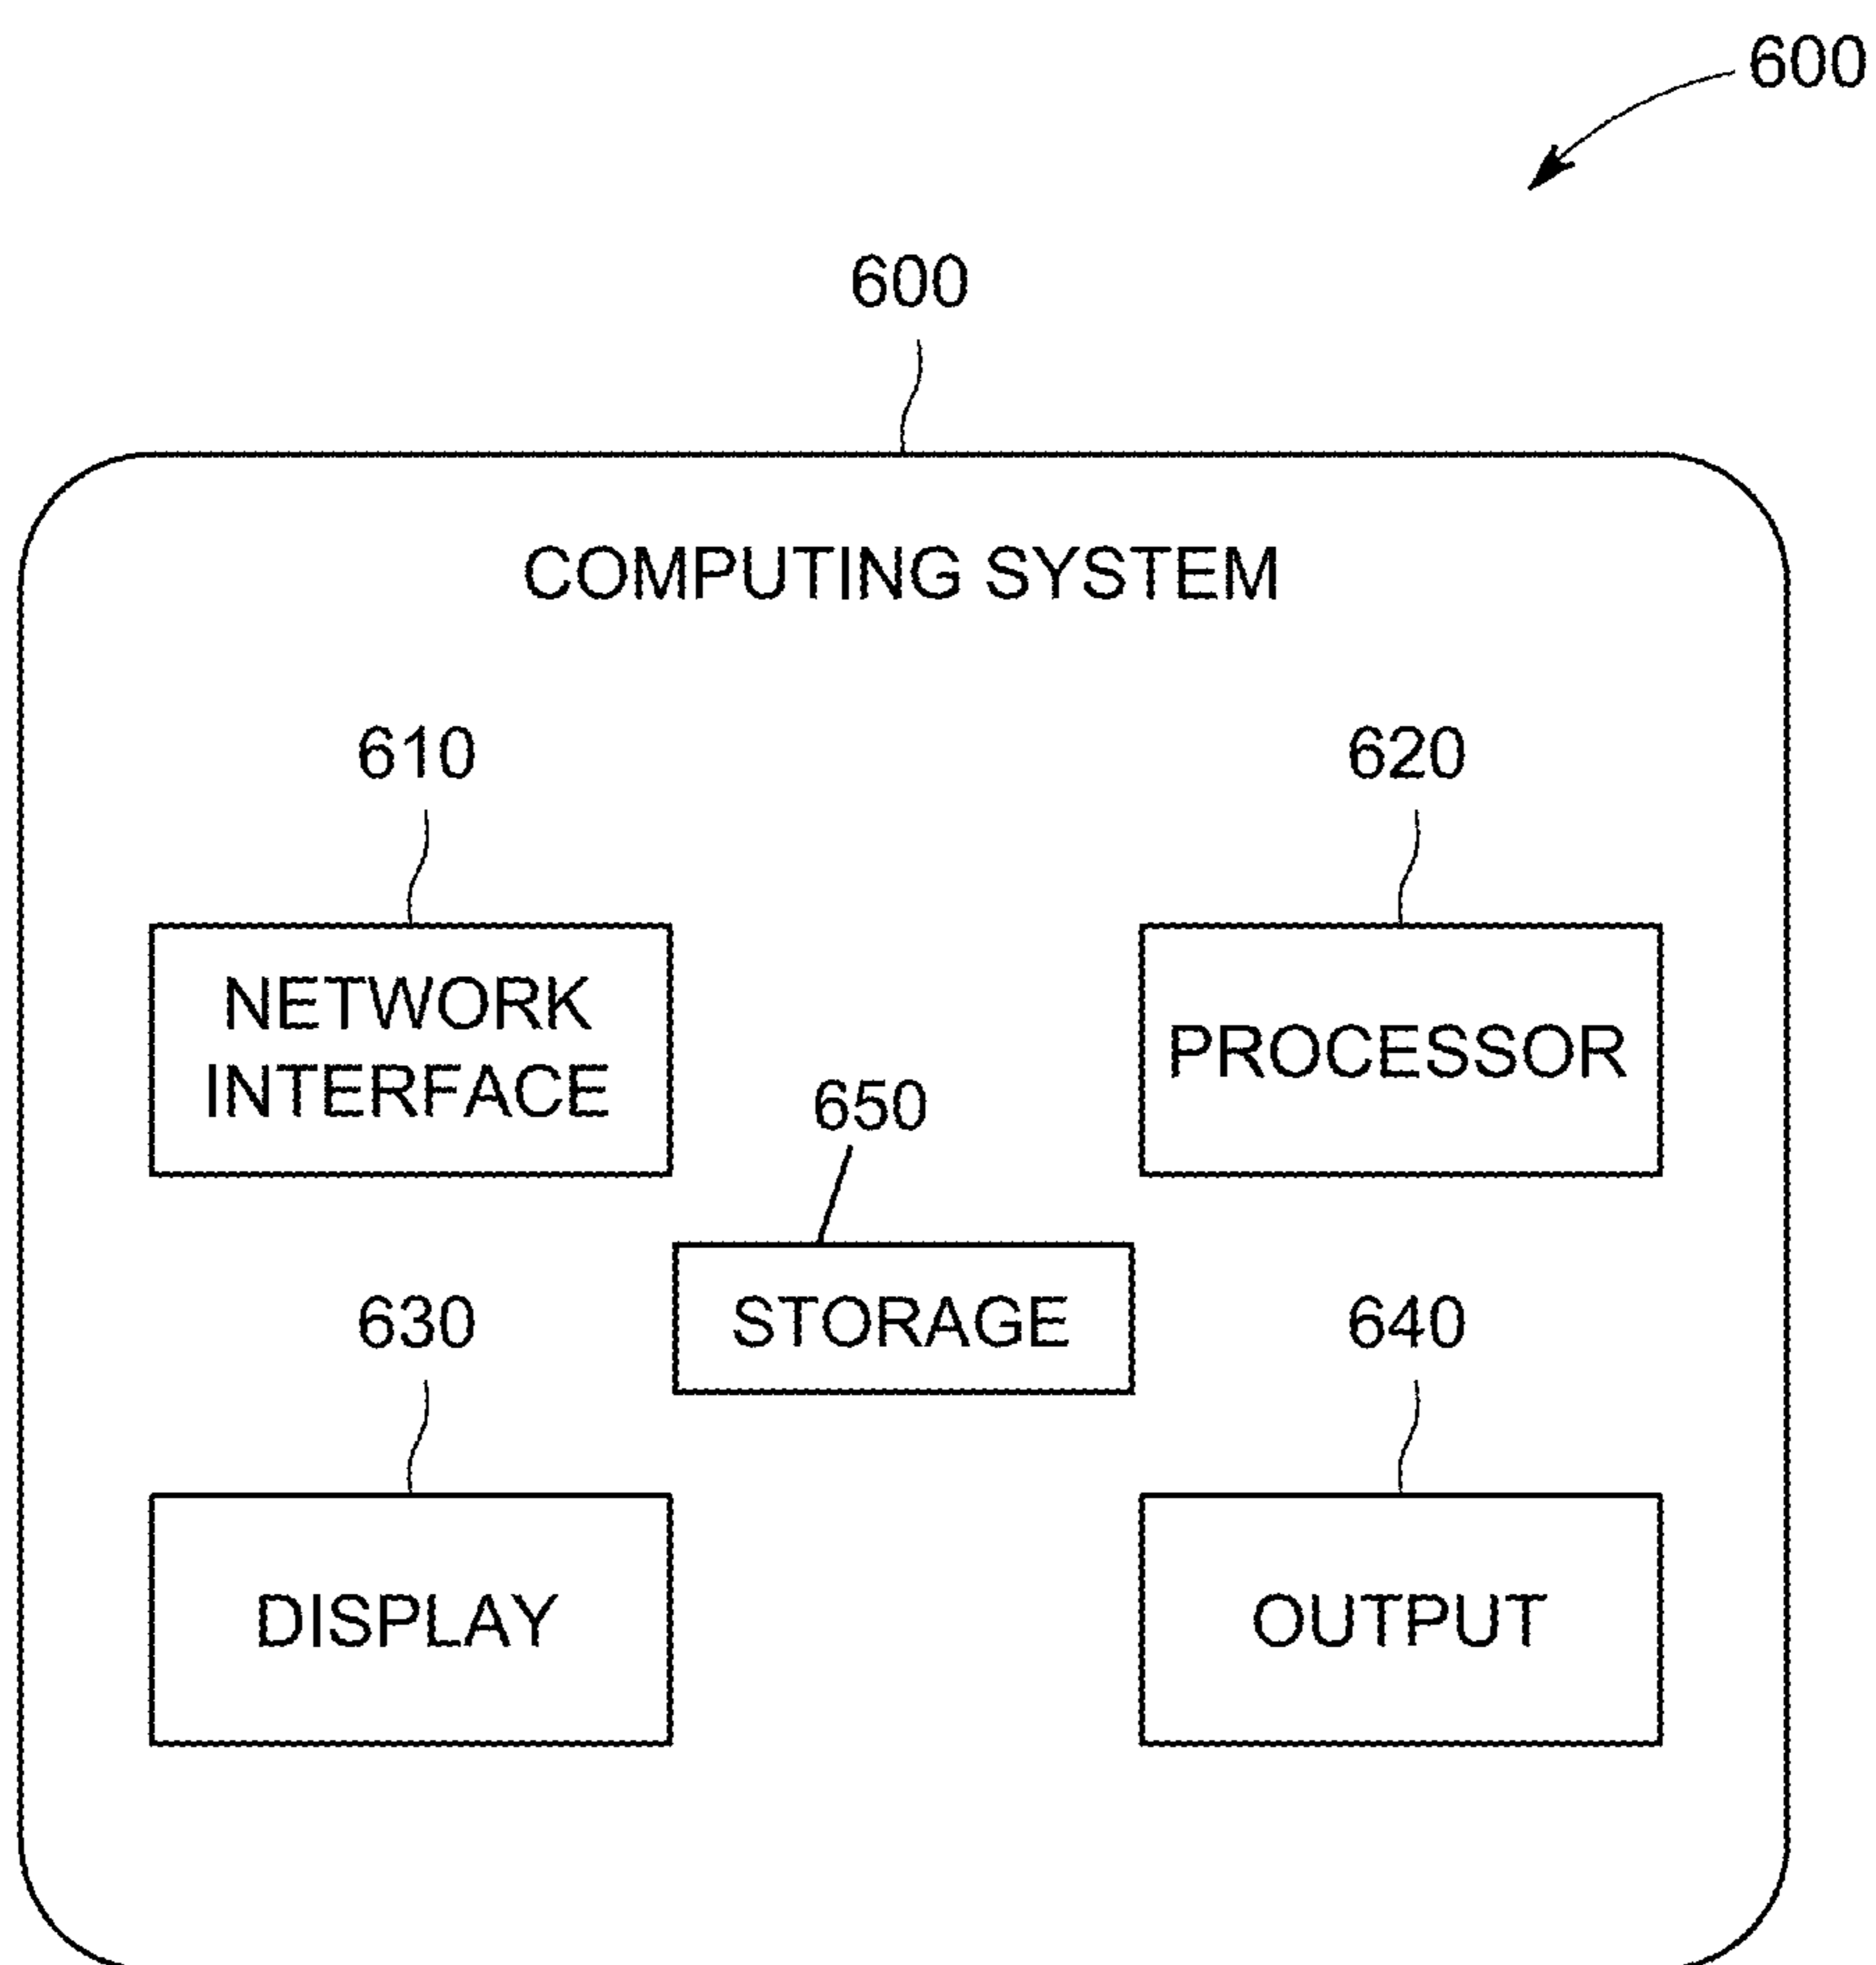 600
600
COMPUTING SYSTEM
610
620
NETWORK
INTERFACE
PROCESSOR
650
STORAGE
630
640
DISPLAY
OUTPUT